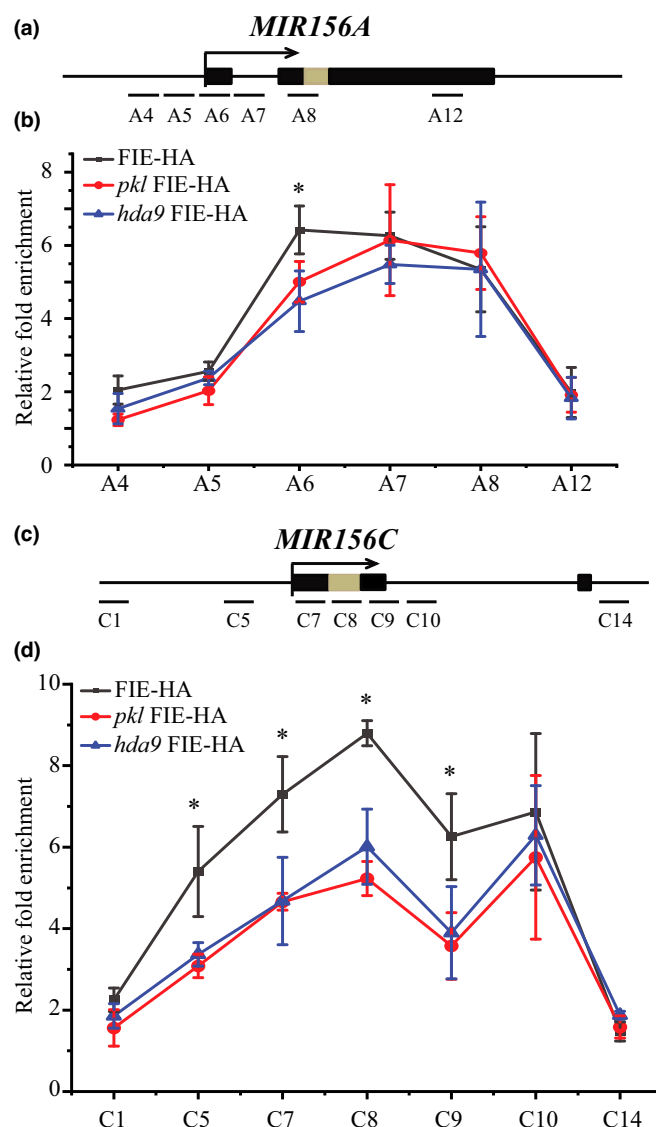 (a)
MIR156A
A4 A5 A6 A7 A8 A12
(b)
FIE-HA
pkl FIE-HA
hda9 FIE-HA
*
8
6
4
2
0
Relative fold enrichment
A4 A5 A6 A7 A8 A12
(c)
MIR156C
C1 C5 C7 C8 C9 C10 C14
(d)
FIE-HA
pkl FIE-HA
hda9 FIE-HA
* * * *
10
8
6
4
2
0
Relative fold enrichment
C1 C5 C7 C8 C9 C10 C14